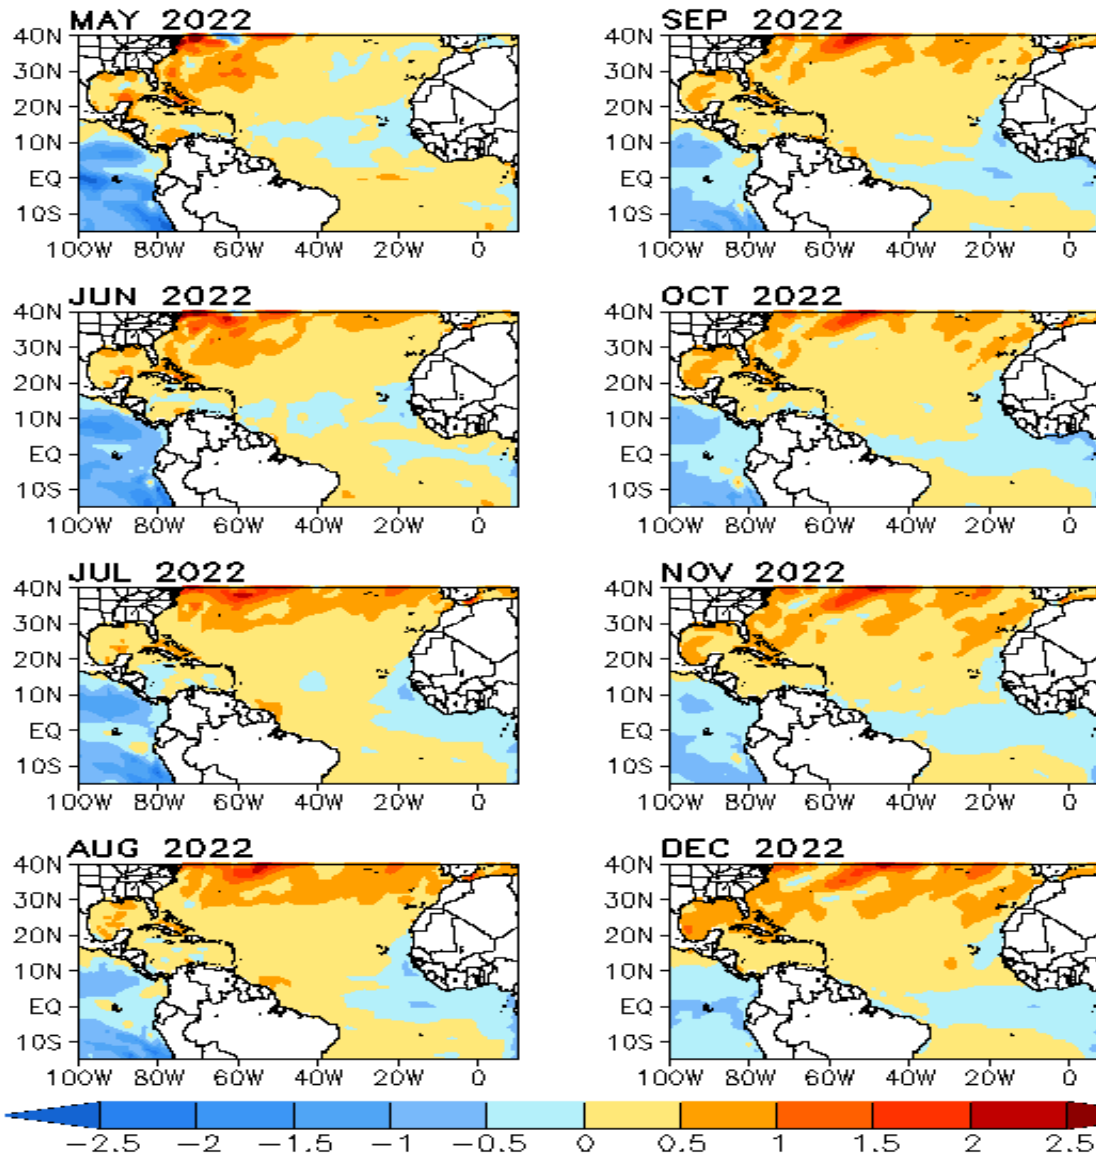 MAY 2022
40N
30N
20N
10N
EQ
10S
100W 80W 60W 40W 20W 0
SEP 2022
40N
30N
20N
10N
EQ
10S
100W 80W 60W 40W 20W 0
JUN 2022
40N
30N
20N
10N
EQ
10S
100W 80W 60W 40W 20W 0
OCT 2022
40N
30N
20N
10N
EQ
10S
100W 80W 60W 40W 20W 0
JUL 2022
40N
30N
20N
10N
EQ
10S
100W 80W 60W 40W 20W 0
NOV 2022
40N
30N
20N
10N
EQ
10S
100W 80W 60W 40W 20W 0
AUG 2022
40N
30N
20N
10N
EQ
10S
100W 80W 60W 40W 20W 0
DEC 2022
40N
30N
20N
10N
EQ
10S
100W 80W 60W 40W 20W 0
−2.5 −2 −1.5 −1 −0.5 0 0.5 1 1.5 2 2.5